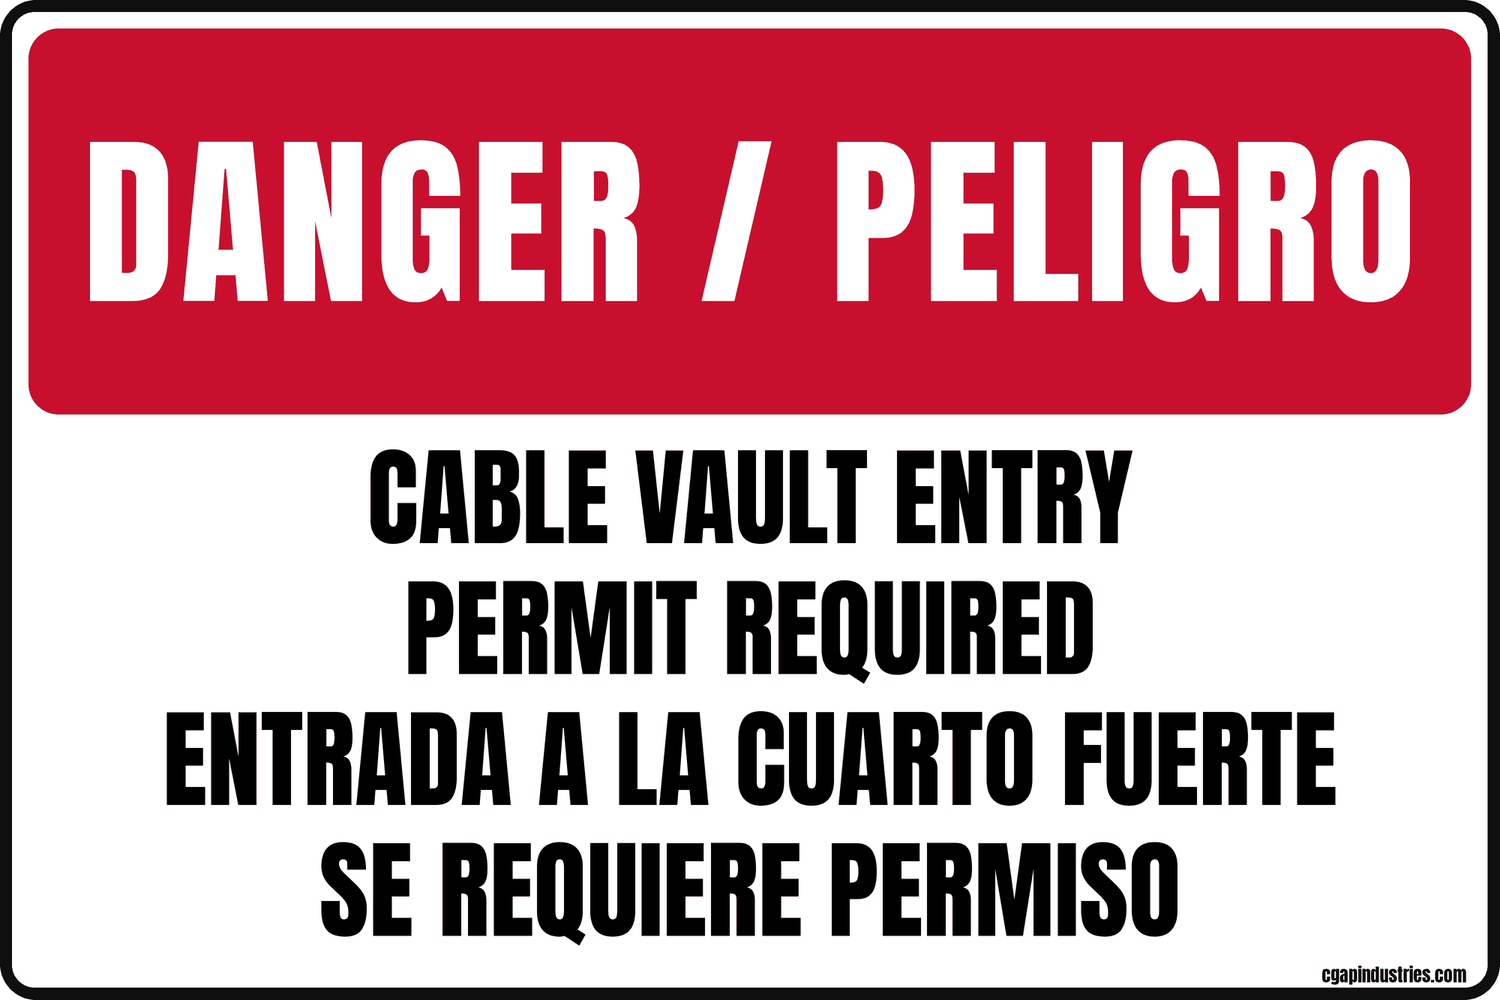 DANGER / PELIGRO
CABLE VAULT ENTRY
PERMIT REQUIRED
ENTRADA A LA CUARTO FUERTE
SE REQUIERE PERMISO
cgapindustries.com